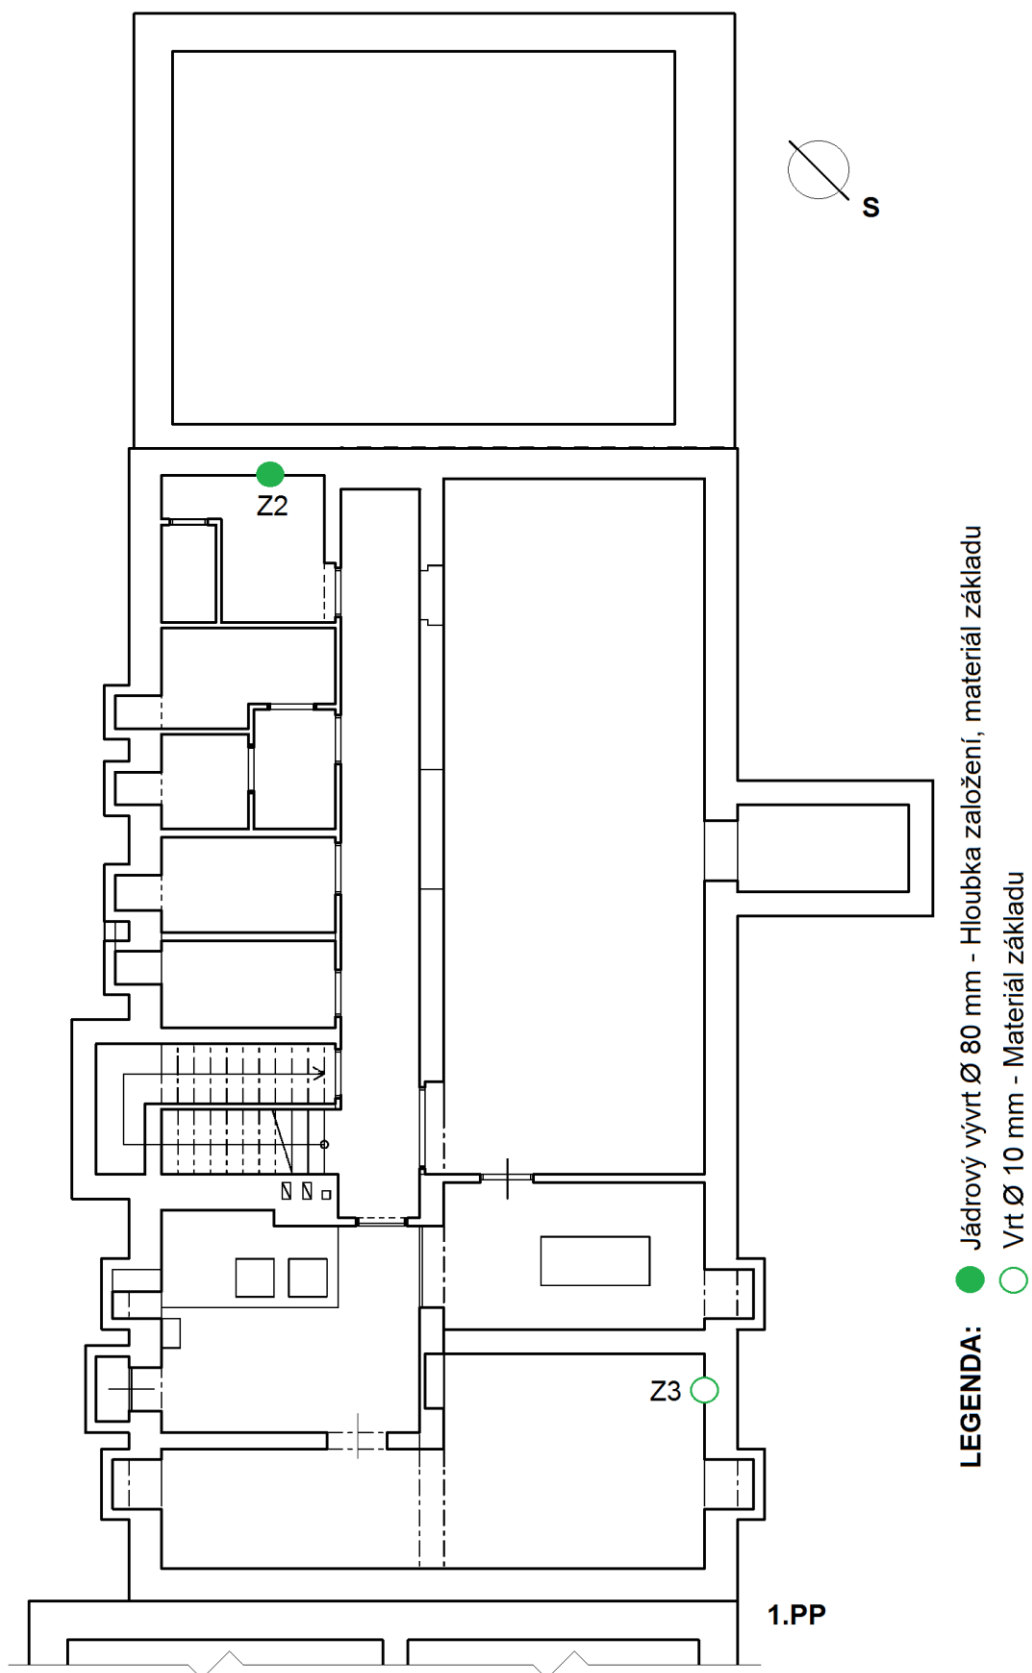 S
Z2
Z3
1.PP
LEGENDA:
Jádrový vývrt Ø 80 mm - Hloubka založení, materiál základu
Vrt Ø 10 mm - Materiál základu